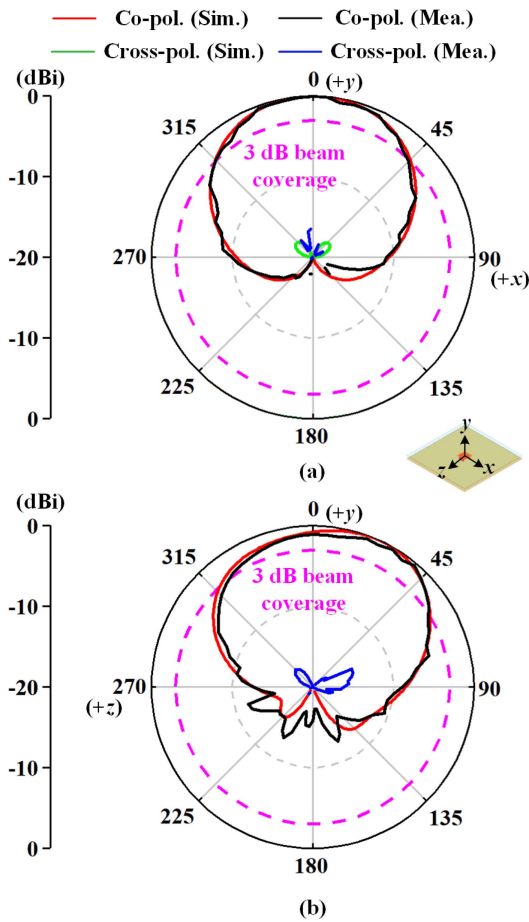 Co-pol. (Sim.) Co-pol. (Mea.)
Cross-pol. (Sim.) Cross-pol. (Mea.)
(dBi)
0 (+y)
0
315
45
3 dB beam
coverage
-10
-20
270
90
(+x)
-10
225
135
0
180
(a)
y
z
x
(dBi)
0 (+y)
0
315
45
3 dB beam
coverage
-10
-20
270
90
(+z)
-10
225
135
0
180
(b)